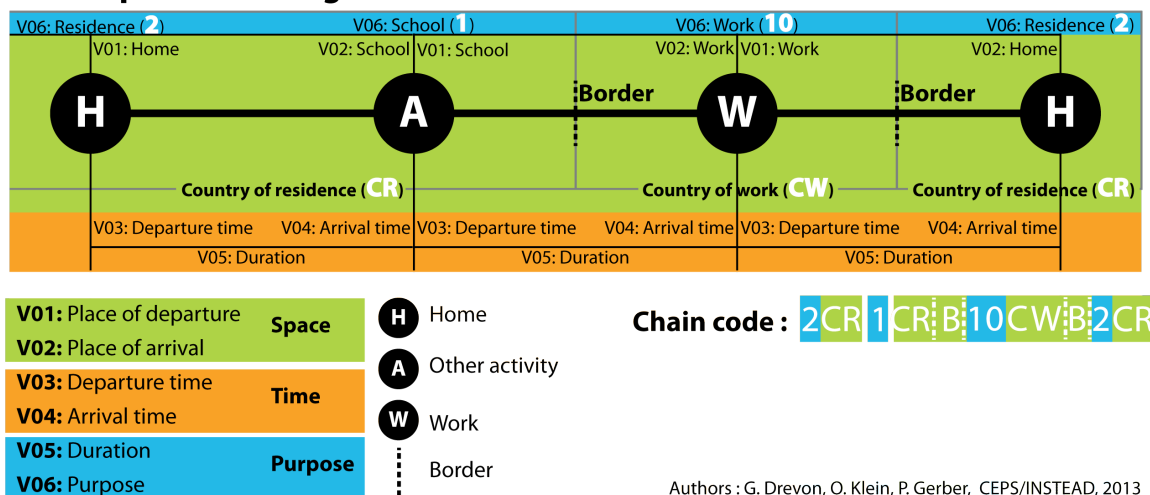 V06: Residence (2) V06: School (1) V06: Work (10) V06: Residence (2)
V01: Home V02: School V01: School V02: Work V01: Work V02: Home
Border Border
H A W H
Country of residence (CR) Country of work (CW) Country of residence (CR)
V03: Departure time V04: Arrival time V03: Departure time V04: Arrival time V03: Departure time V04: Arrival time
V05: Duration V05: Duration V05: Duration
V01: Place of departure
V02: Place of arrival
Space
V03: Departure time
V04: Arrival time
Time
V05: Duration
V06: Purpose
Purpose
H Home
A Other activity
W Work
Border
Chain code : 2CR 1CR B 10CW B 2CR
Authors : G. Drevon, O. Klein, P. Gerber, CEPS/INSTEAD, 2013